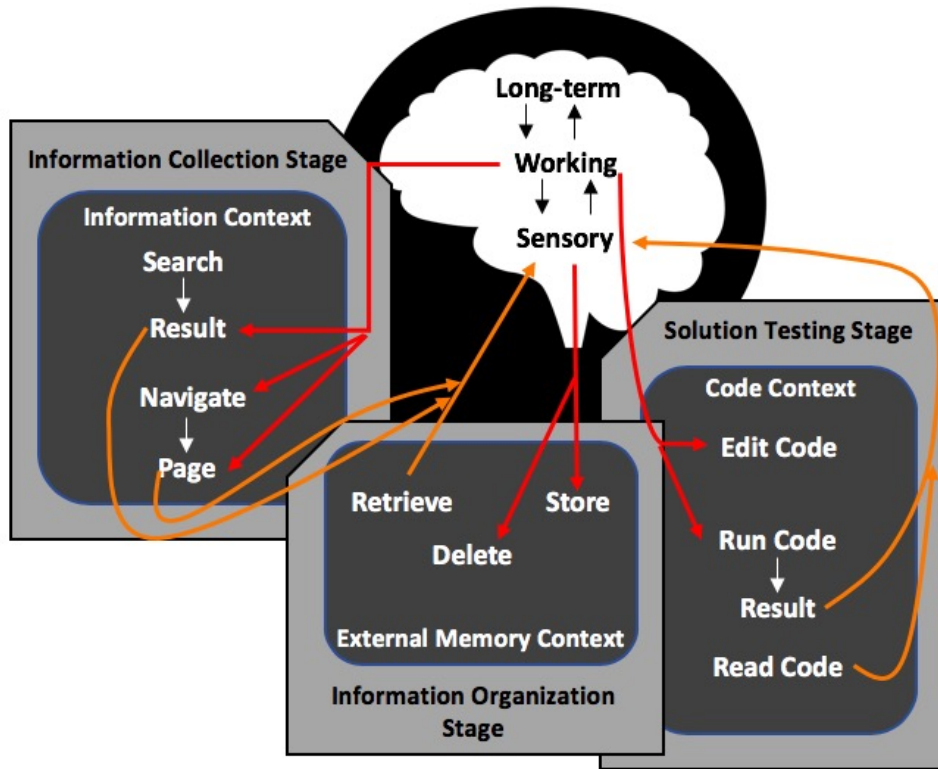 Long-term
Working
Sensory
Information Collection Stage
Information Context
Search
Result
Navigate
Page
Retrieve
Store
Delete
External Memory Context
Information Organization
Stage
Solution Testing Stage
Code Context
Edit Code
Run Code
Result
Read Code